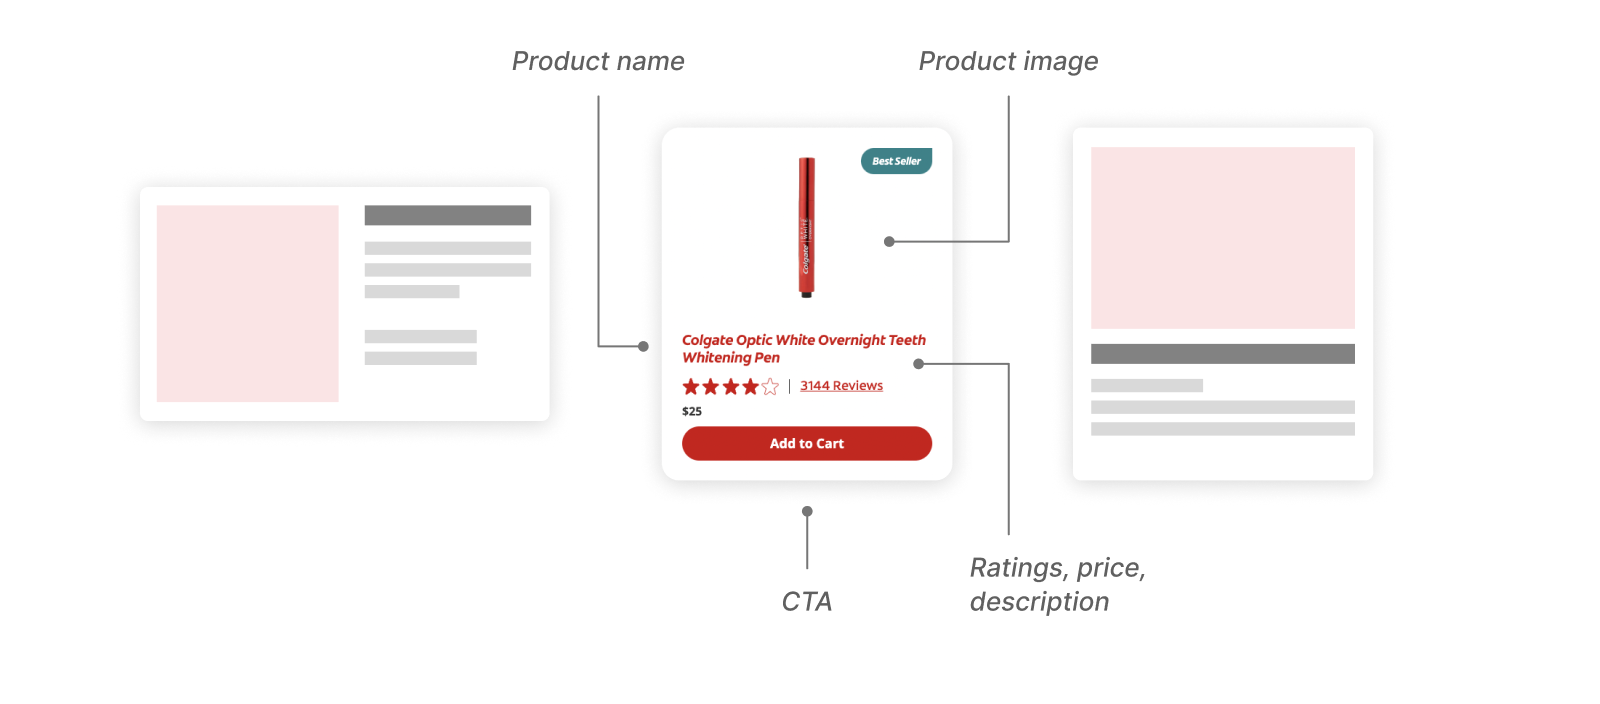 Product name
Product image
Best Seller
Colgate
WHITE
Colgate Optic White Overnight Teeth
Whitening Pen
3144 Reviews
$25
Add to Cart
CTA
Ratings, price,
description